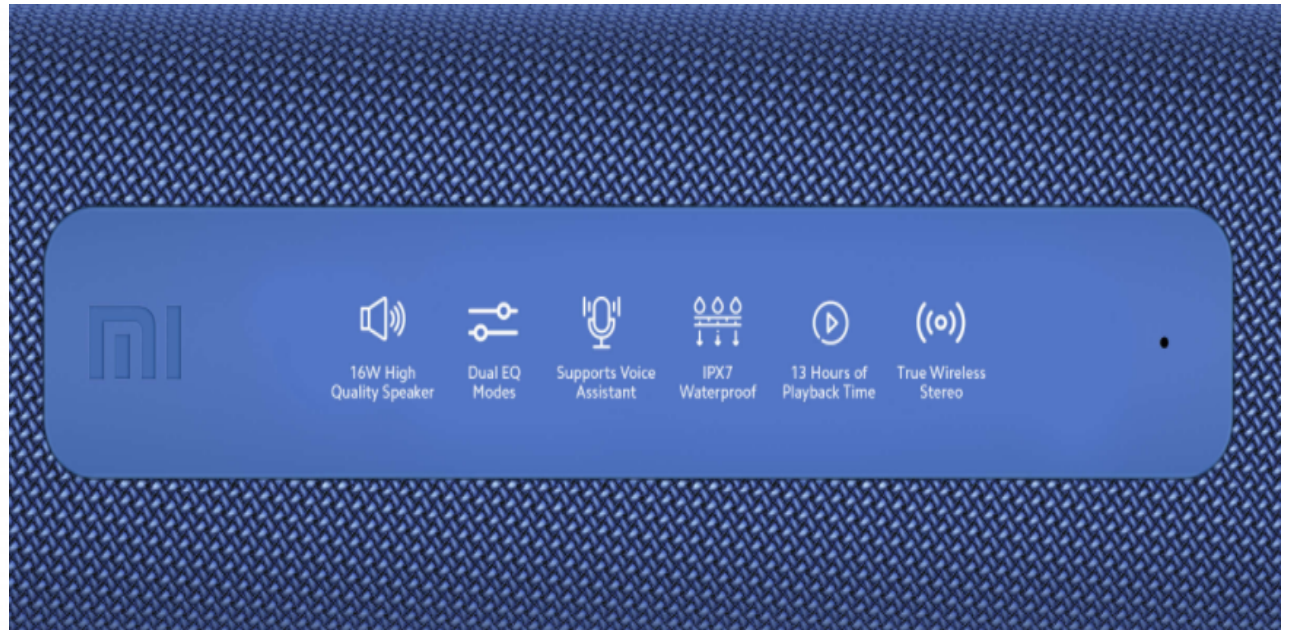 MI
16W High
Quality Speaker
Dual EQ
Modes
Supports Voice
Assistant
IPX7
Waterproof
13 Hours of
Playback Time
True Wireless
Stereo